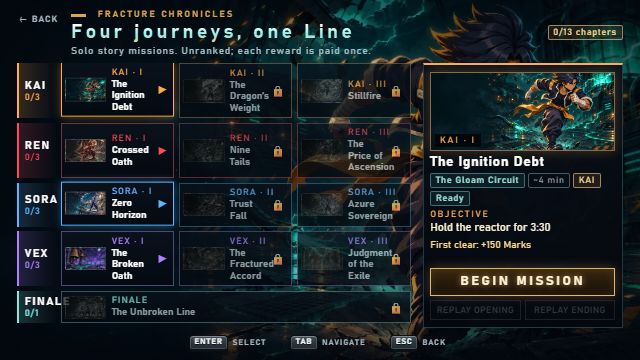 ← BACK
FRACTURE CHRONICLES
Four journeys, one Line
Solo story missions. Unranked; each reward is paid once.
0/13 chapters
KAI
0/3
KAI · I
The
Ignition
Debt
KAI · II
The
Dragon's
Weight
KAI · III
Stillfire
REN
0/3
REN · I
Crossed
Oath
REN · II
Nine
Tails
REN · III
The
Price of
Ascension
SORA
0/3
SORA · I
Zero
Horizon
SORA · II
Trust
Fall
SORA · III
Azure
Sovereign
VEX
0/3
VEX · I
The
Broken
Oath
VEX · II
The
Fractured
Accord
VEX · III
Judgment
of the
Exile
FINALE
0/1
FINALE
The Unbroken Line
KAI · I
The Ignition Debt
The Gloam Circuit
~4 min
KAI
Ready
OBJECTIVE
Hold the reactor for 3:30
First clear: +150 Marks
BEGIN MISSION
REPLAY OPENING
REPLAY ENDING
ENTER SELECT
TAB NAVIGATE
ESC BACK